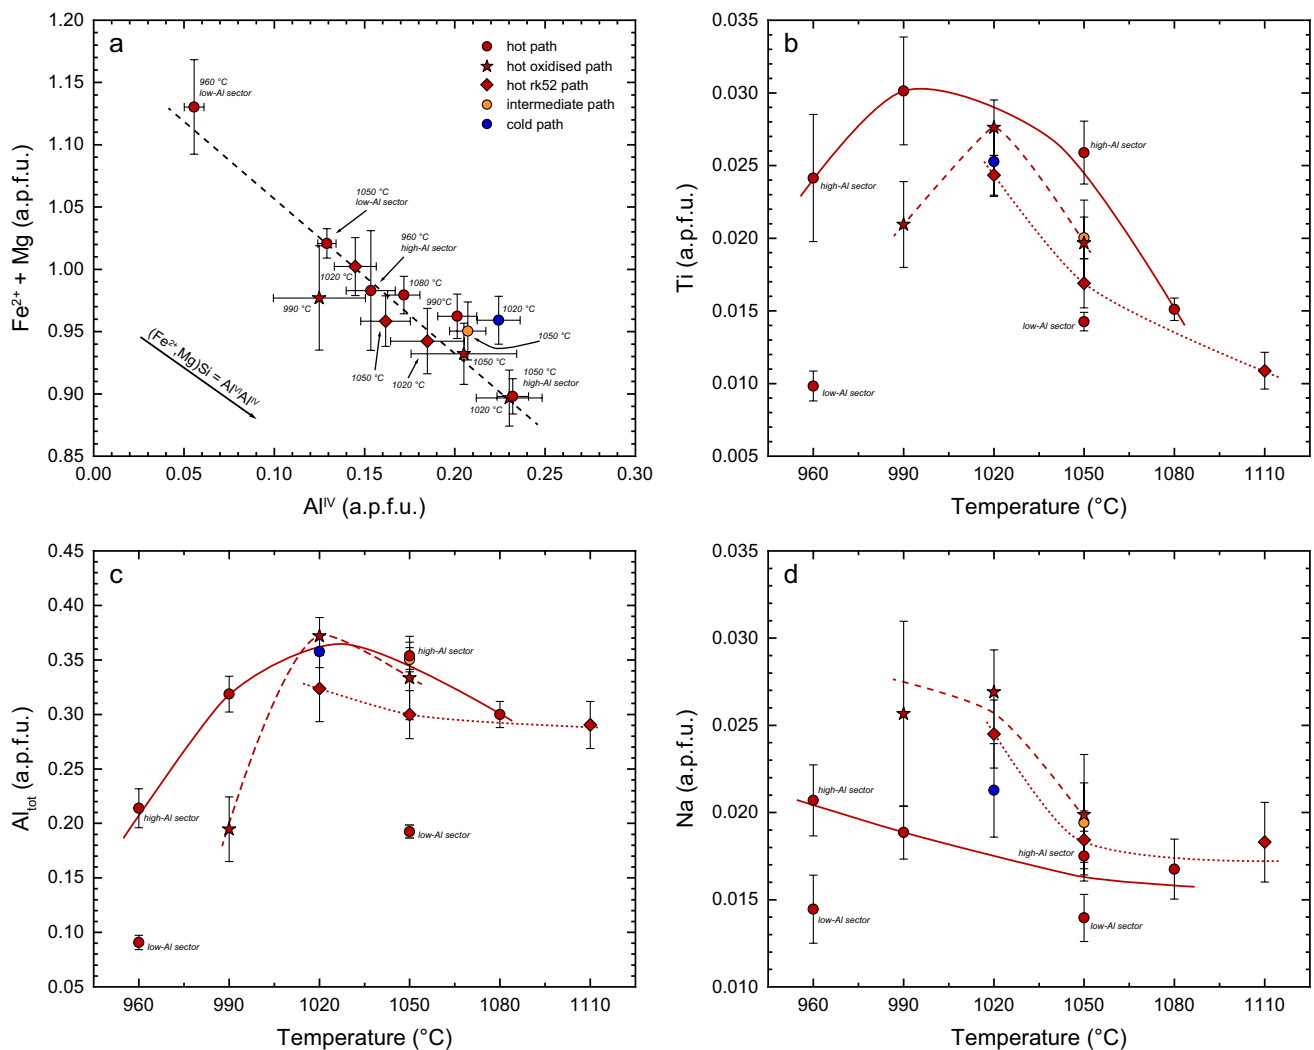 a
hot path
hot oxidised path
hot rk52 path
intermediate path
cold path
960 °C
low-Al sector
1050 °C
low-Al sector
960 °C
high-Al sector
1020 °C
1080 °C
990 °C
990°C
1020 °C
1050 °C
1050 °C
1050 °C
1020 °C
1050 °C
high-Al sector
1020 °C
(Fe²⁺,Mg)Si = AlⱽᴵAlᴵⱽ
Fe²⁺ + Mg (a.p.f.u.)
1.20
1.15
1.10
1.05
1.00
0.95
0.90
0.85
0.00 0.05 0.10 0.15 0.20 0.25 0.30
Alᴵⱽ (a.p.f.u.)
b
high-Al sector
high-Al sector
low-Al sector
low-Al sector
Ti (a.p.f.u.)
0.035
0.030
0.025
0.020
0.015
0.010
0.005
960 990 1020 1050 1080 1110
Temperature (°C)
c
high-Al sector
high-Al sector
low-Al sector
low-Al sector
Alₜₒₜ (a.p.f.u.)
0.45
0.40
0.35
0.30
0.25
0.20
0.15
0.10
0.05
960 990 1020 1050 1080 1110
Temperature (°C)
d
high-Al sector
high-Al sector
low-Al sector
low-Al sector
Na (a.p.f.u.)
0.035
0.030
0.025
0.020
0.015
0.010
960 990 1020 1050 1080 1110
Temperature (°C)